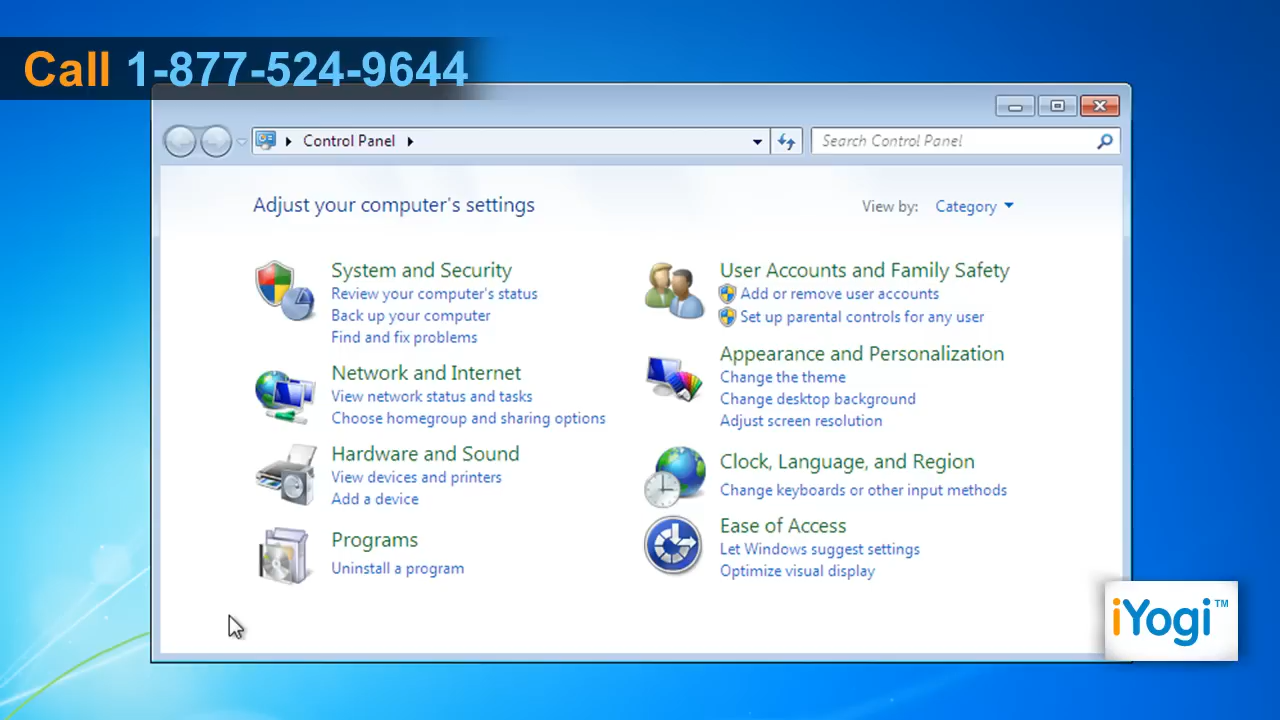 Call 1-877-524-9644
Control Panel
Search Control Panel
Adjust your computer's settings
View by: Category
System and Security
Review your computer's status
Back up your computer
Find and fix problems
Network and Internet
View network status and tasks
Choose homegroup and sharing options
Hardware and Sound
View devices and printers
Add a device
Programs
Uninstall a program
User Accounts and Family Safety
Add or remove user accounts
Set up parental controls for any user
Appearance and Personalization
Change the theme
Change desktop background
Adjust screen resolution
Clock, Language, and Region
Change keyboards or other input methods
Ease of Access
Let Windows suggest settings
Optimize visual display
iYogi™